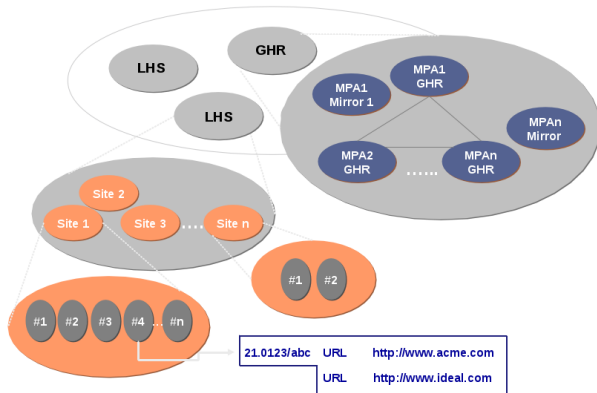 GHR
LHS
LHS
MPA1
GHR
MPA1
Mirror 1
MPAn
Mirror
MPA2
GHR
......
MPAn
GHR
Site 2
Site 1
Site 3
....
Site n
#1
#2
#1
#2
#3
#4
...
#n
21.0123/abc URL http://www.acme.com
URL http://www.ideal.com